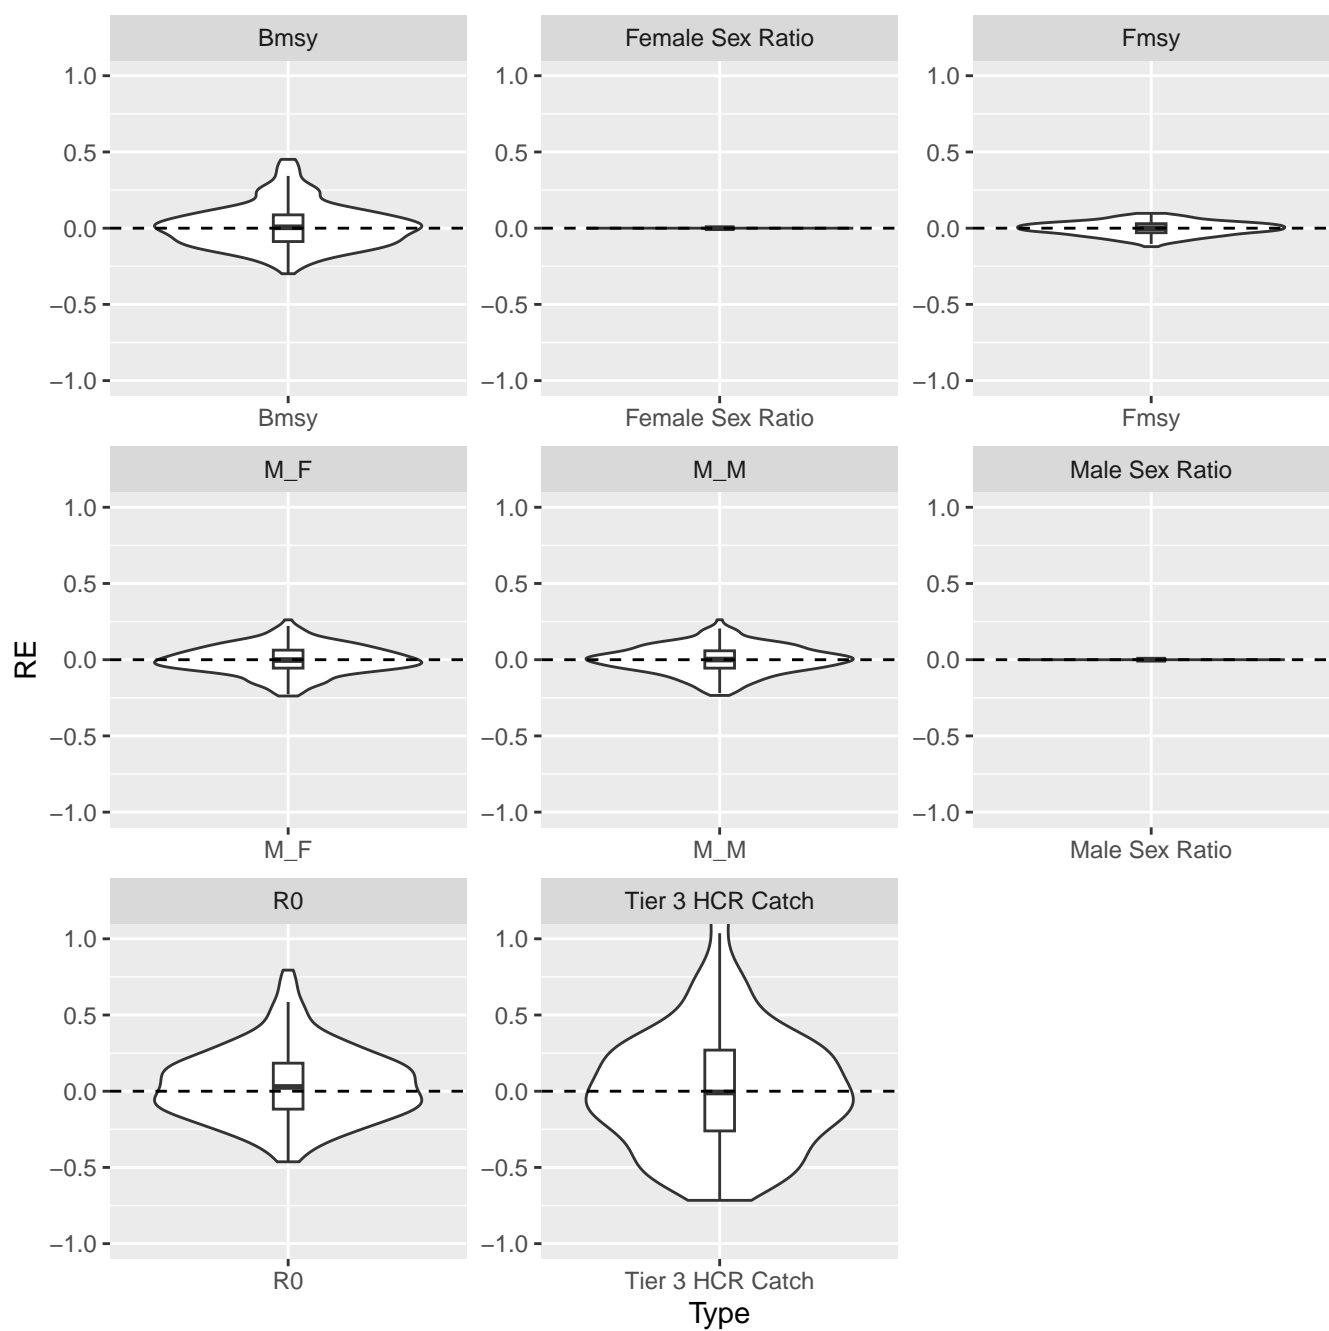 Bmsy Female Sex Ratio Fmsy
1.0 1.0 1.0
0.5 0.5 0.5
0.0 0.0 0.0
−0.5 −0.5 −0.5
−1.0 −1.0 −1.0
Bmsy Female Sex Ratio Fmsy
M_F M_M Male Sex Ratio
1.0 1.0 1.0
0.5 0.5 0.5
RE
0.0 0.0 0.0
−0.5 −0.5 −0.5
−1.0 −1.0 −1.0
M_F M_M Male Sex Ratio
R0 Tier 3 HCR Catch
1.0 1.0
0.5 0.5
0.0 0.0
−0.5 −0.5
−1.0 −1.0
R0 Tier 3 HCR Catch
Type